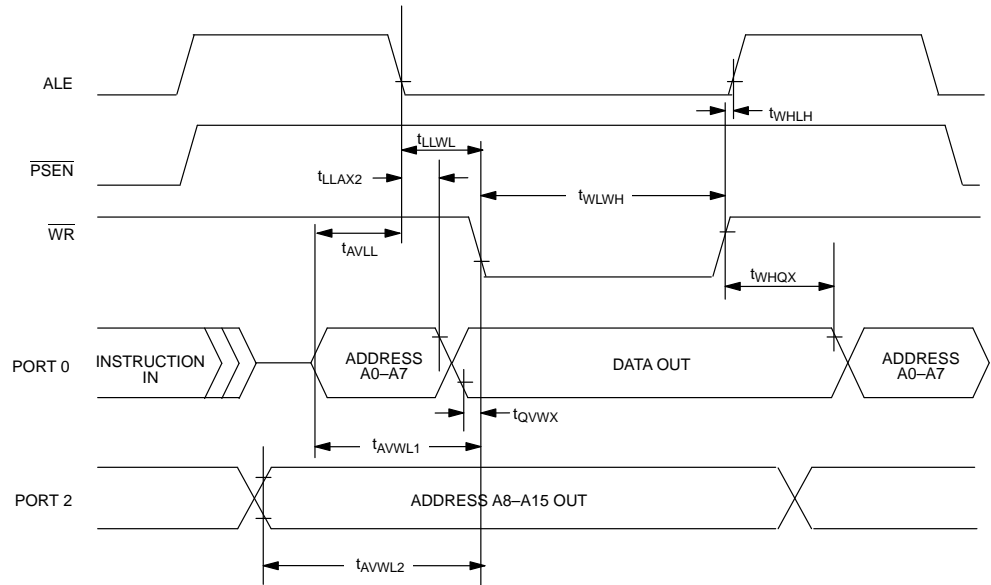 ALE
tWHLH
tLLWL
PSEN
tLLAX2
tWLWH
WR
tAVLL
tWHQX
PORT 0
INSTRUCTION
IN
ADDRESS
A0–A7
DATA OUT
ADDRESS
A0–A7
tQVWX
tAVWL1
PORT 2
ADDRESS A8–A15 OUT
tAVWL2